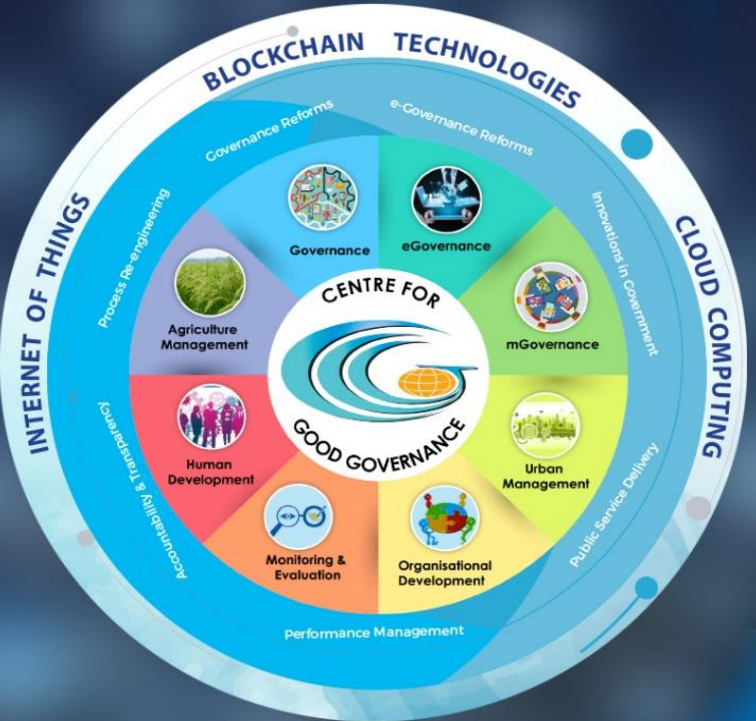 BLOCKCHAIN TECHNOLOGIES
CLOUD COMPUTING
INTERNET OF THINGS
Governance Reforms
e-Governance Reforms
Innovations in Government
Public Service Delivery
Performance Management
Accountability & Transparency
Process Re-engineering
Governance
eGovernance
mGovernance
Urban
Management
Organisational
Development
Monitoring &
Evaluation
Human
Development
Agriculture
Management
CENTRE FOR
GOOD GOVERNANCE